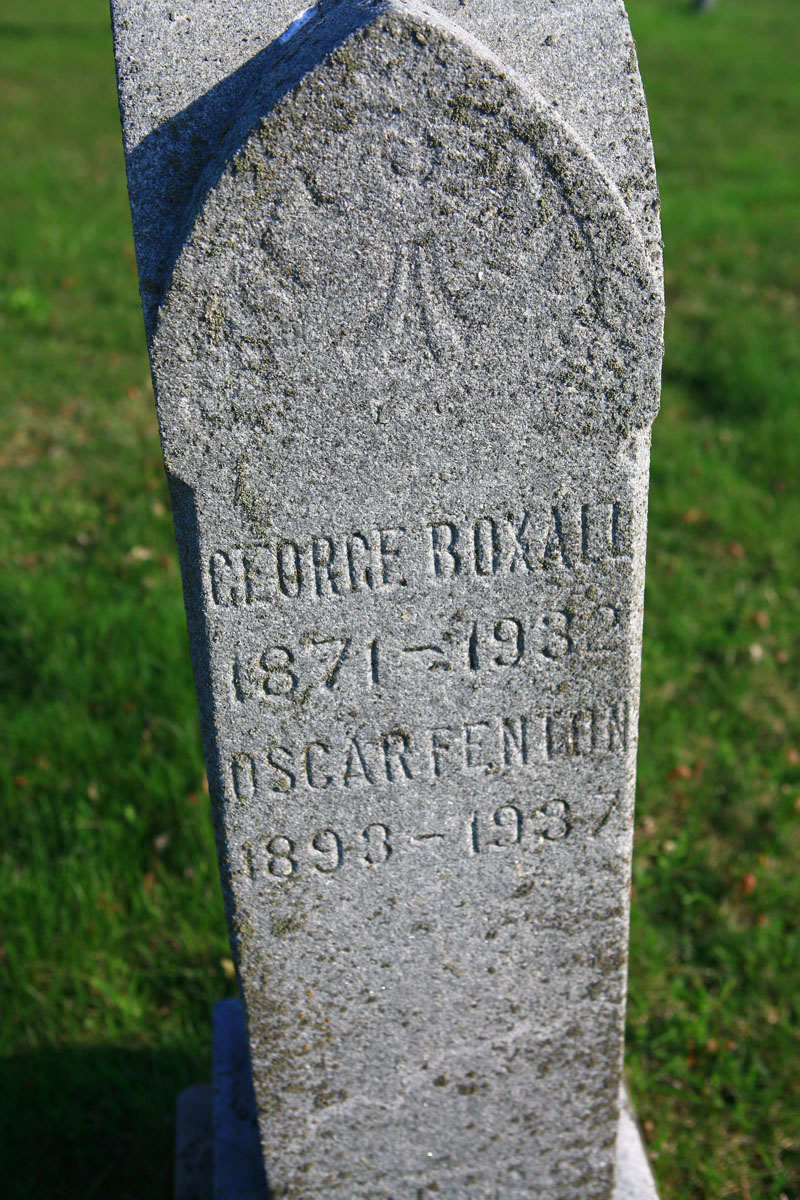 GEORGE BOXALL
1871-1932
OSCAR FENTON
1893-1937